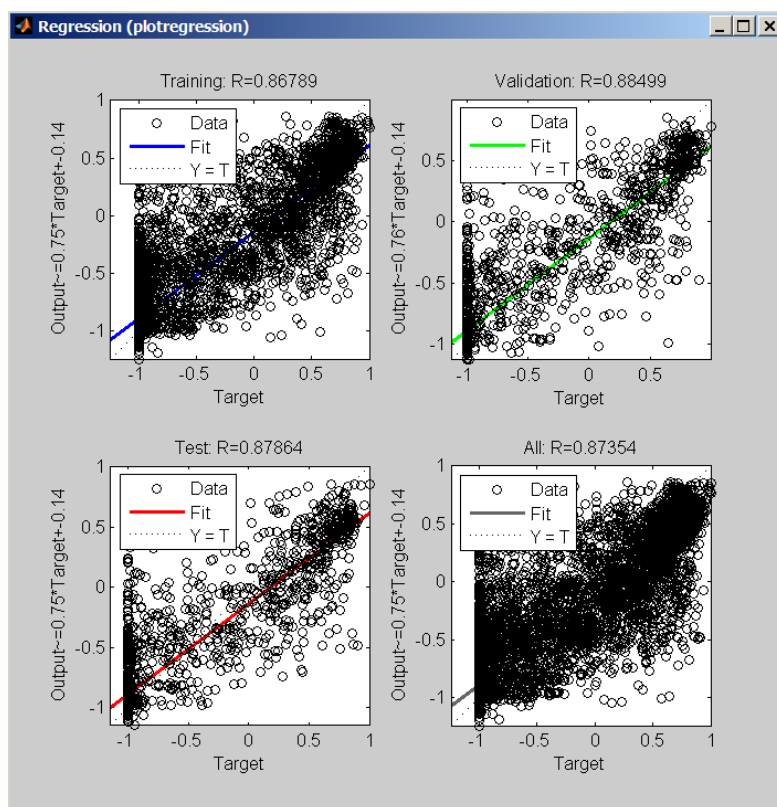 Regression (plotregression)
Training: R=0.86789
Output~=0.75*Target+-0.14
1
0.5
0
-0.5
-1
Data
Fit
Y = T
-1 -0.5 0 0.5 1
Target
Validation: R=0.88499
Output~=0.76*Target+-0.14
1
0.5
0
-0.5
-1
Data
Fit
Y = T
-1 -0.5 0 0.5
Target
Test: R=0.87864
Output~=0.75*Target+-0.14
1
0.5
0
-0.5
-1
Data
Fit
Y = T
-1 -0.5 0 0.5 1
Target
All: R=0.87354
Output~=0.75*Target+-0.14
1
0.5
0
-0.5
-1
Data
Fit
Y = T
-1 -0.5 0 0.5 1
Target